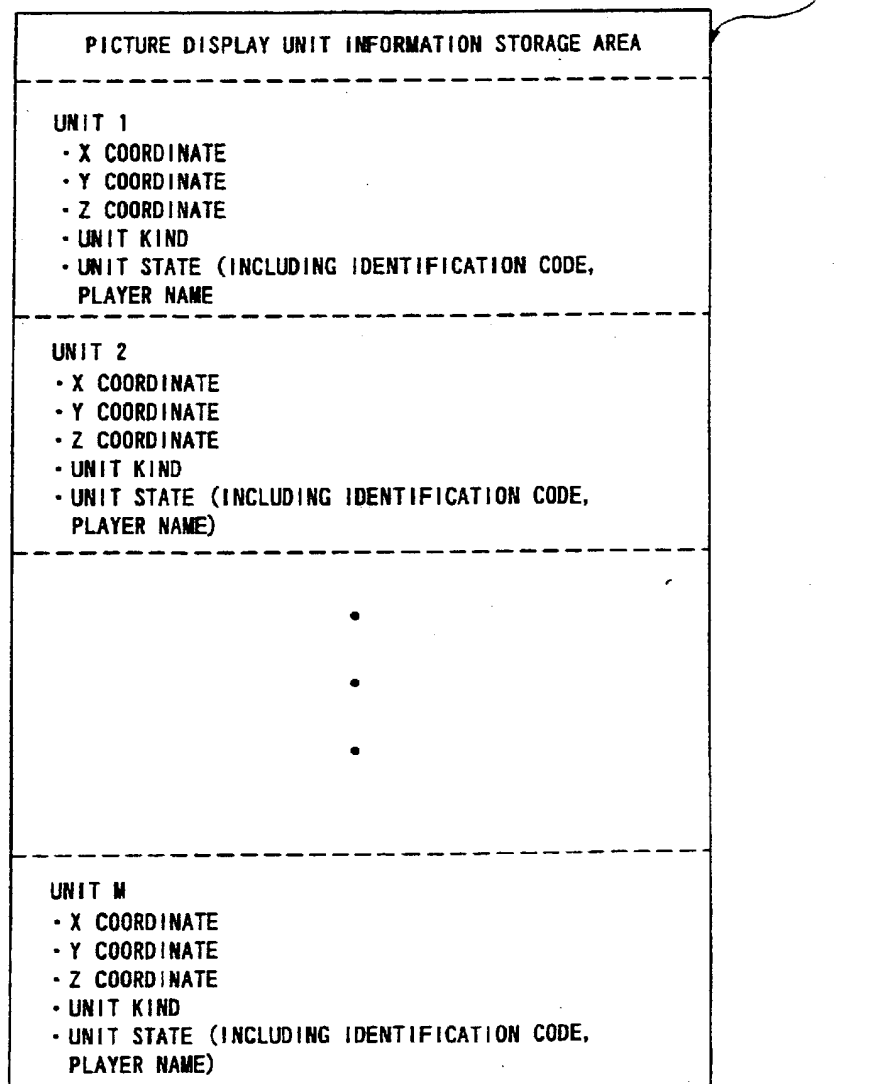 PICTURE DISPLAY UNIT INFORMATION STORAGE AREA
UNIT 1
・X COORDINATE
・Y COORDINATE
・Z COORDINATE
・UNIT KIND
・UNIT STATE (INCLUDING IDENTIFICATION CODE,
PLAYER NAME
UNIT 2
・X COORDINATE
・Y COORDINATE
・Z COORDINATE
・UNIT KIND
・UNIT STATE (INCLUDING IDENTIFICATION CODE,
PLAYER NAME)
UNIT M
・X COORDINATE
・Y COORDINATE
・Z COORDINATE
・UNIT KIND
・UNIT STATE (INCLUDING IDENTIFICATION CODE,
PLAYER NAME)